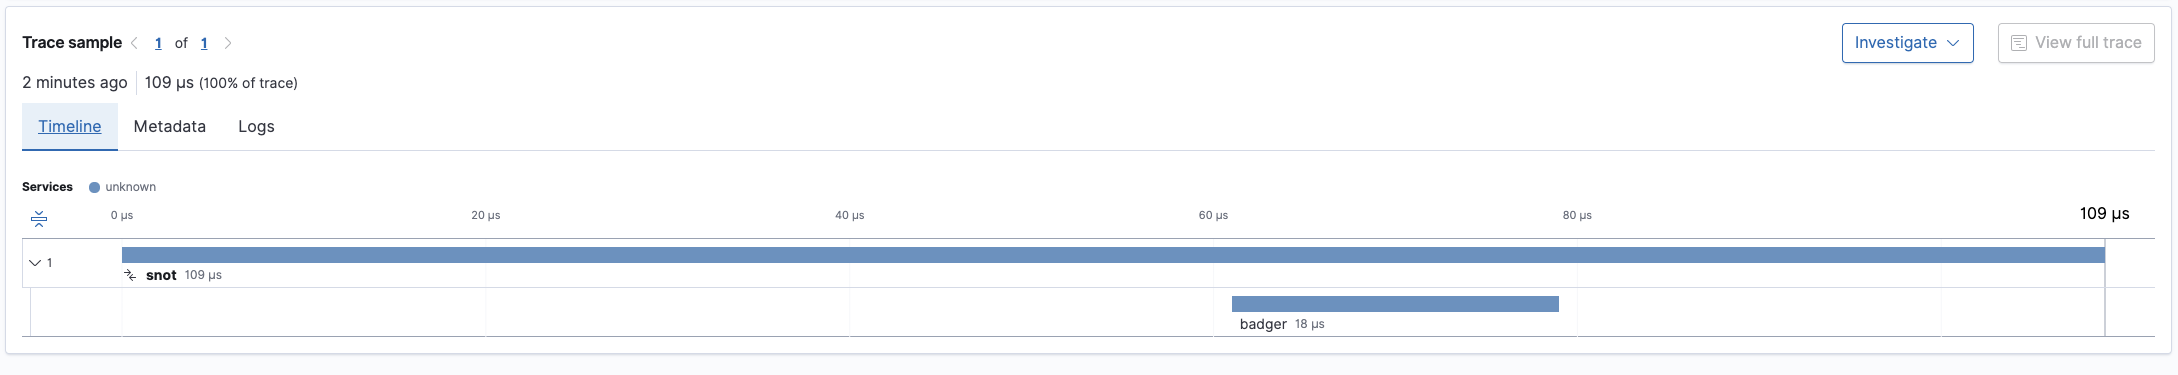 Trace sample 1 of 1 Investigate View full trace
2 minutes ago 109 μs (100% of trace)
Timeline Metadata Logs
Services unknown
0 μs 20 μs 40 μs 60 μs 80 μs 109 μs
1
snot 109 μs
badger 18 μs